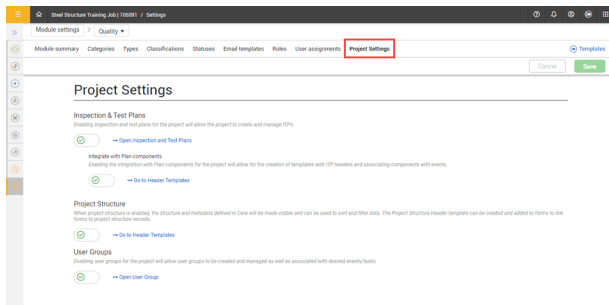 Steel Structure Training Job | 105091 / Settings
Module settings > Quality ▾
Module summary Categories Types Classifications Statuses Email templates Roles User assignments Project Settings Templates
Cancel Save
Project Settings
Inspection & Test Plans
Enabling inspection and test plans for the project will allow the project to create and manage ITPs.
Open Inspection and Test Plans
Integrate with Plan components
Enabling the integration with Plan components for the project will allow for the creation of templates with ITP headers and associating components with events.
Go to Header Templates
Project Structure
When project structure is enabled, the structure and metadata defined in Core will be made visible and can be used to sort and filter data. The Project Structure Header template can be created and added to forms to link
forms to project structure records.
Go to Header Templates
User Groups
Enabling user groups for the project will allow user groups to be created and managed as well as associated with desired events/tasks.
Open User Group